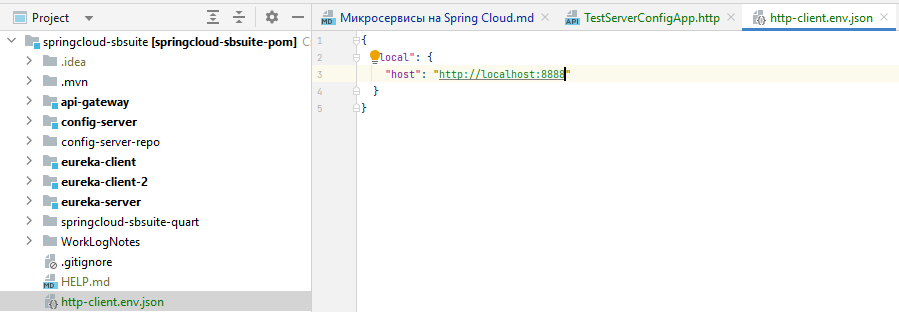 Project
springcloud-sbsuite [springcloud-sbsuite-pom]
.idea
.mvn
api-gateway
config-server
config-server-repo
eureka-client
eureka-client-2
eureka-server
springcloud-sbsuite-quart
WorkLogNotes
.gitignore
MD HELP.md
http-client.env.json
MD Микросервисы на Spring Cloud.md
API TestServerConfigApp.http
http-client.env.json
1 {
2 local": {
3 "host": "http://localhost:8888"
4 }
5 }